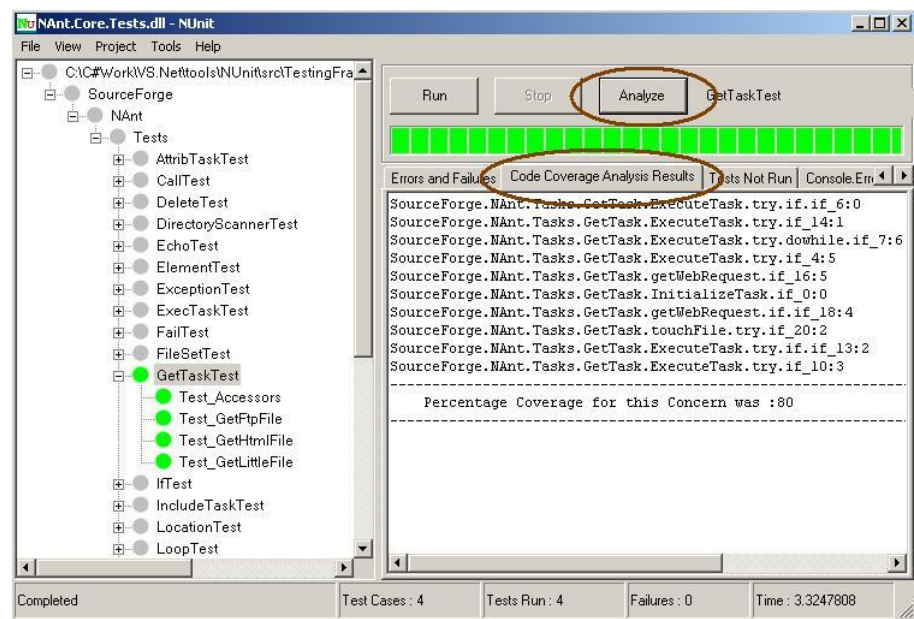 NAnt.Core.Tests.dll - NUnit
File View Project Tools Help
C:\C#Work\VS.Net\tools\NUnit\src\TestingFra
SourceForge
NAnt
Tests
AttribTaskTest
CallTest
DeleteTest
DirectoryScannerTest
EchoTest
ElementTest
ExceptionTest
ExecTaskTest
FailTest
FileSetTest
GetTaskTest
Test_Accessors
Test_GetFtpFile
Test_GetHtmlFile
Test_GetLittleFile
IfTest
IncludeTaskTest
LocationTest
LoopTest
Run Stop Analyze GetTaskTest
Errors and Failures Code Coverage Analysis Results Tests Not Run Console.Erro
SourceForge.NAnt.Tasks.GetTask.ExecuteTask.try.if.if_6:0
SourceForge.NAnt.Tasks.GetTask.ExecuteTask.try.if_14:1
SourceForge.NAnt.Tasks.GetTask.ExecuteTask.try.dowhile.if_7:6
SourceForge.NAnt.Tasks.GetTask.ExecuteTask.try.if_4:5
SourceForge.NAnt.Tasks.GetTask.getWebRequest.if_16:5
SourceForge.NAnt.Tasks.GetTask.InitializeTask.if_0:0
SourceForge.NAnt.Tasks.GetTask.getWebRequest.if.if_18:4
SourceForge.NAnt.Tasks.GetTask.touchFile.try.if_20:2
SourceForge.NAnt.Tasks.GetTask.ExecuteTask.try.if.if_13:2
SourceForge.NAnt.Tasks.GetTask.ExecuteTask.try.if_10:3
Percentage Coverage for this Concern was :80
Completed Test Cases : 4 Tests Run : 4 Failures : 0 Time : 3.3247808